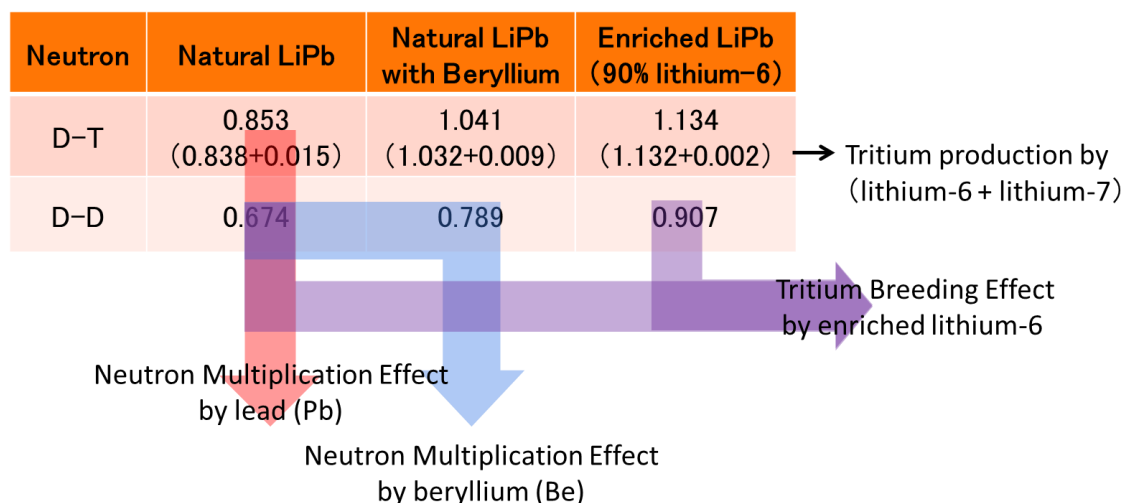 Neutron
Natural LiPb
Natural LiPb
with Beryllium
Enriched LiPb
(90% lithium-6)
D-T
0.853
(0.838+0.015)
1.041
(1.032+0.009)
1.134
(1.132+0.002)
Tritium production by
(lithium-6 + lithium-7)
D-D
0.674
0.789
0.907
Tritium Breeding Effect
by enriched lithium-6
Neutron Multiplication Effect
by lead (Pb)
Neutron Multiplication Effect
by beryllium (Be)